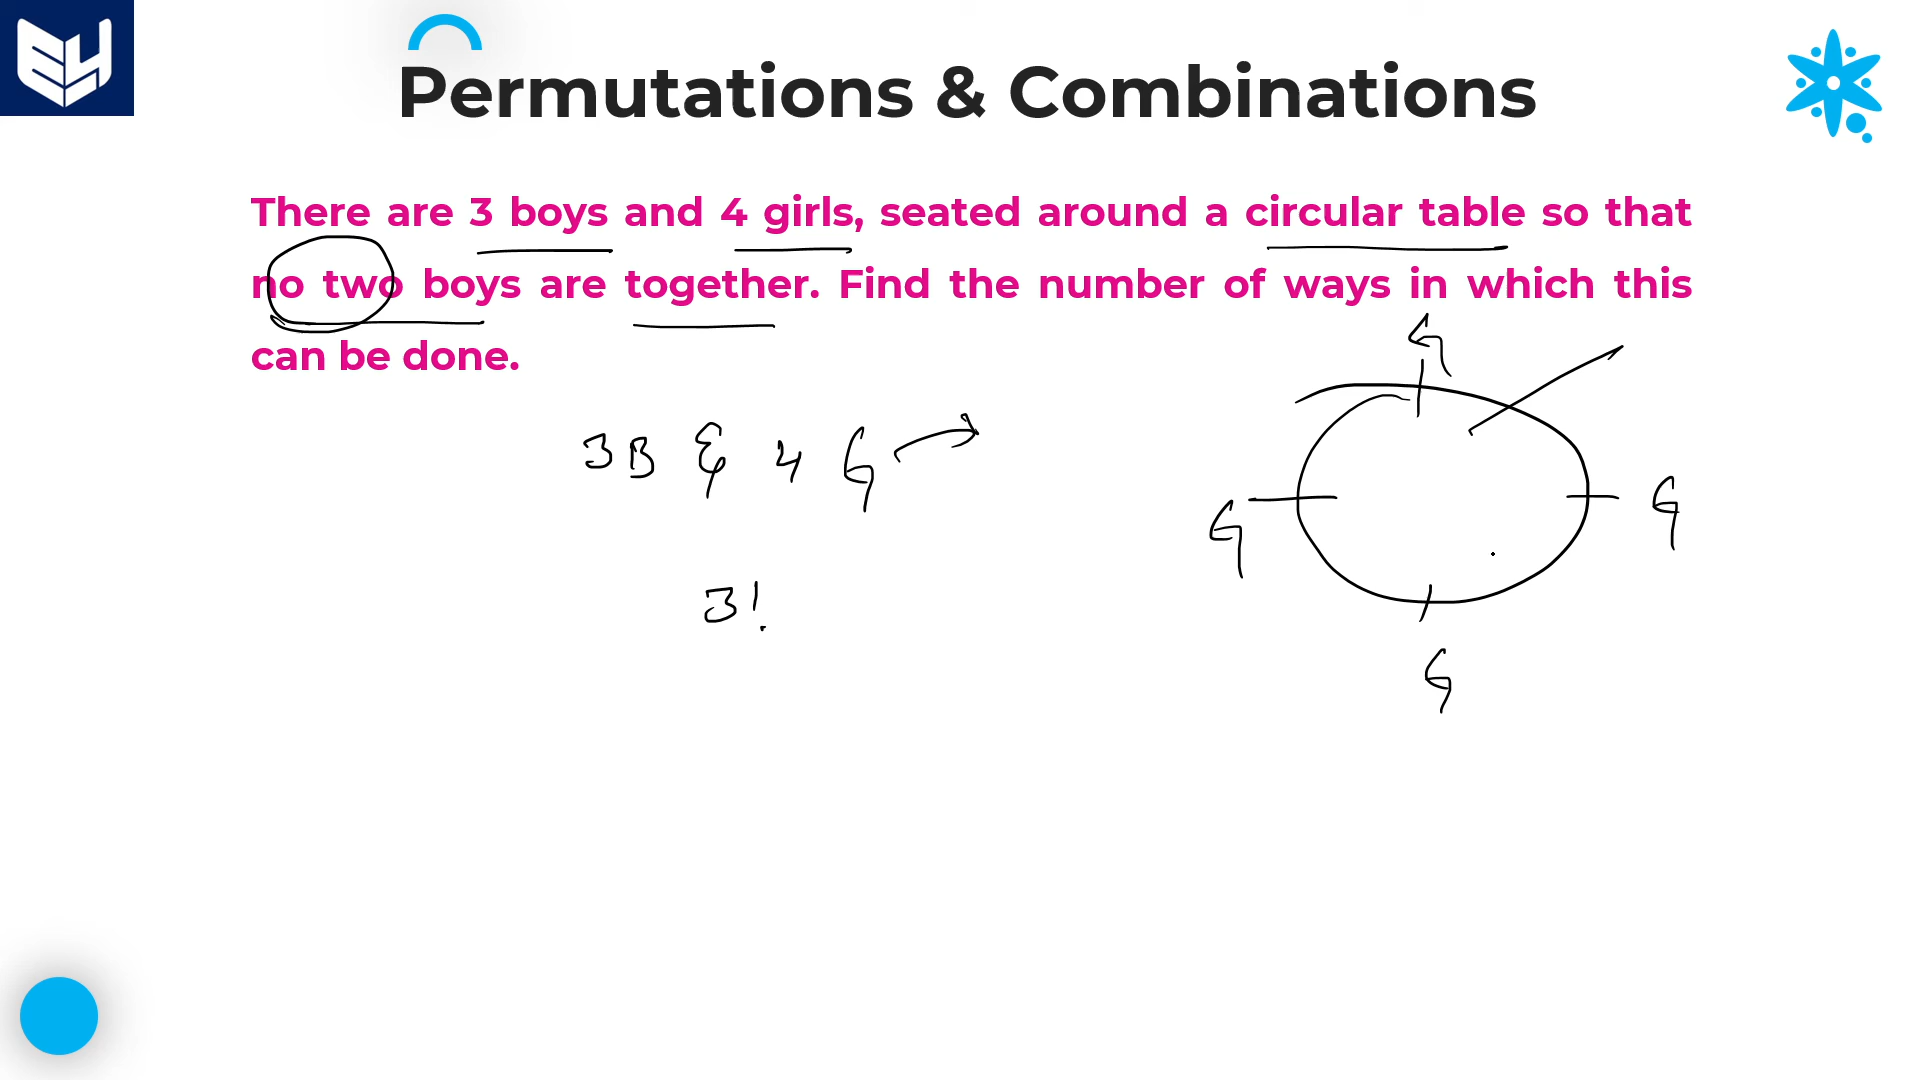 Permutations & Combinations
There are 3 boys and 4 girls, seated around a circular table so that
no two boys are together. Find the number of ways in which this
can be done.
G
3B & 4 G
G
G
3!
G